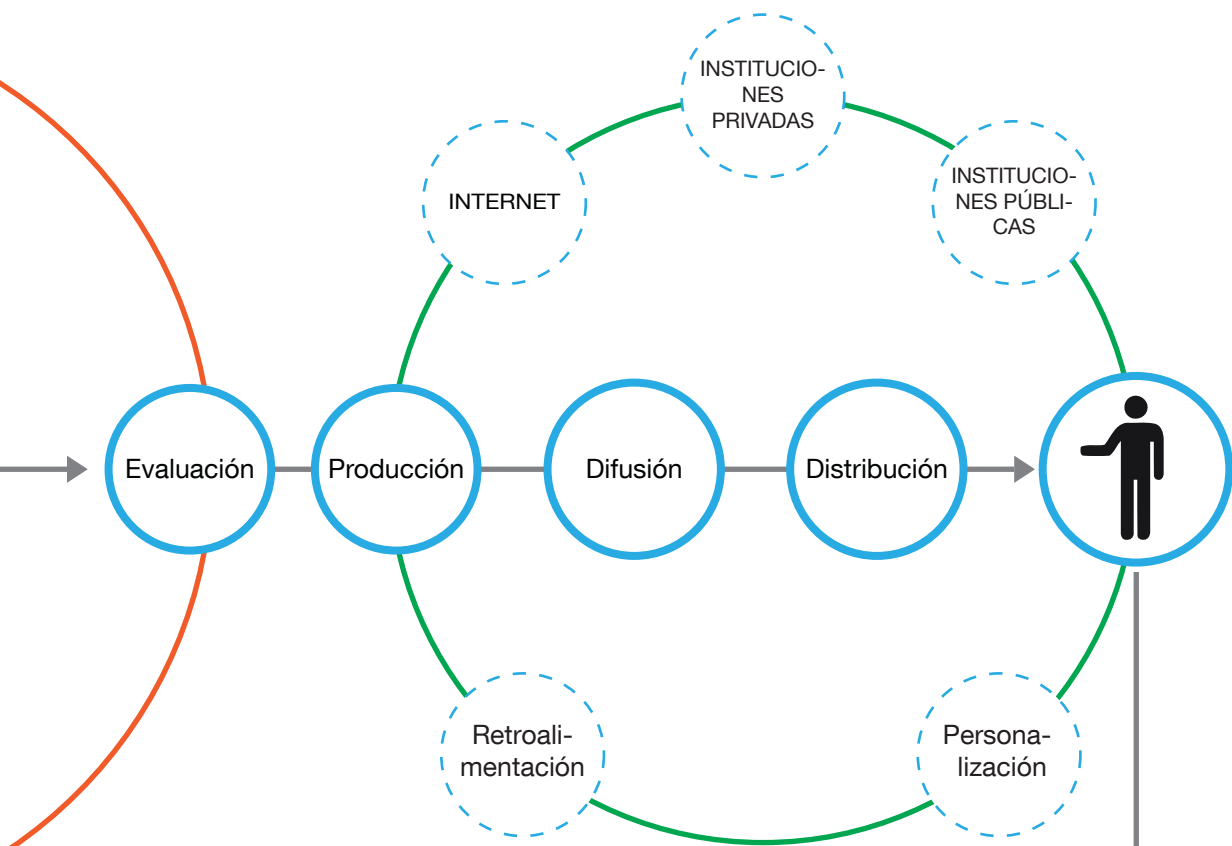 INSTITUCIO-
NES
PRIVADAS
INTERNET
INSTITUCIO-
NES PÚBLI-
CAS
Evaluación
Producción
Difusión
Distribución
Retroali-
mentación
Persona-
lización